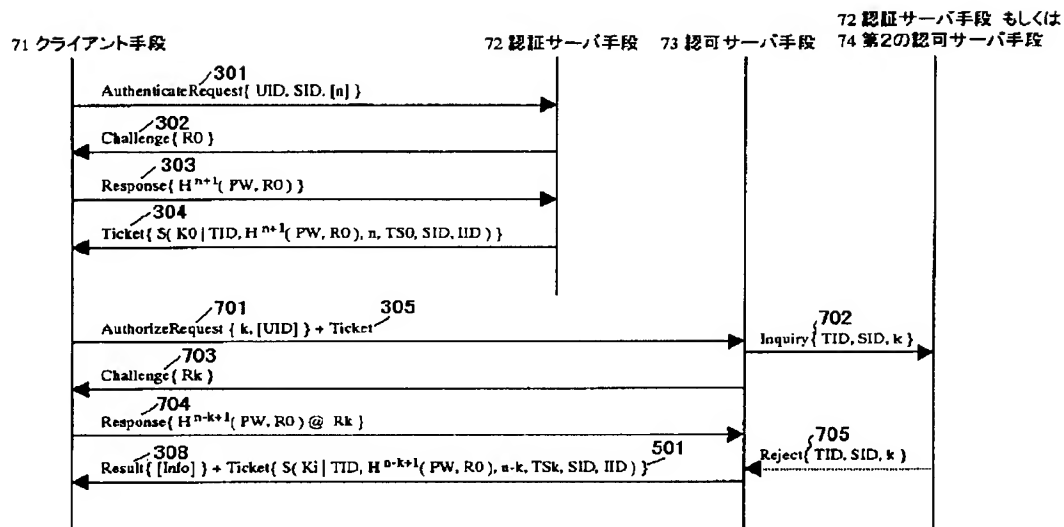 72 認証サーバ手段 もしくは
71 クライアント手段 72 認証サーバ手段 73 認可サーバ手段 74 第2の認可サーバ手段
301
AuthenticateRequest{ UID, SID, [n] }
302
Challenge{ R0 }
303
Response{ H^n+1( PW, R0 ) }
304
Ticket{ S( K0 | TID, H^n+1( PW, R0 ), n, TS0, SID, IID ) }
701
AuthorizeRequest { k, [UID] } + Ticket 305
702
Inquiry{ TID, SID, k }
703
Challenge{ Rk }
704
Response{ H^n-k+1( PW, R0 ) @ Rk }
705
Reject{ TID, SID, k }
308
Result{ [Info] } + Ticket{ S( Ki | TID, H^n-k+1( PW, R0 ), n-k, TSk, SID, IID ) } 501